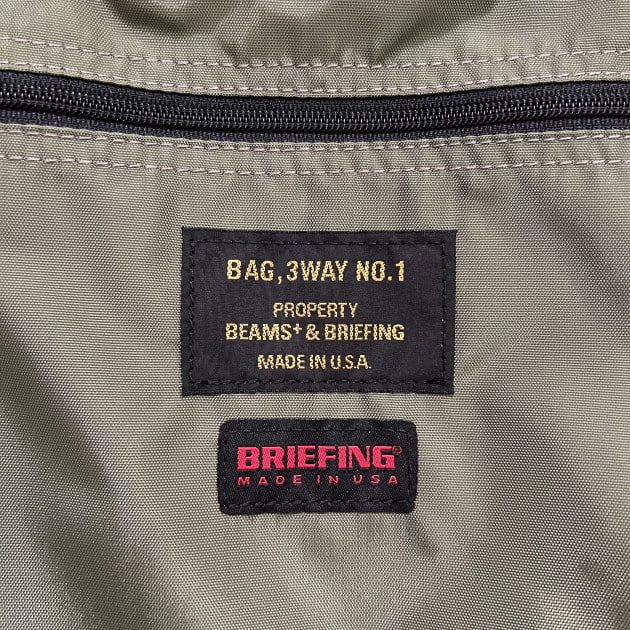 BAG, 3WAY NO.1
PROPERTY
BEAMS+ & BRIEFING
MADE IN U.S.A.
BRIEFING®
MADE IN USA